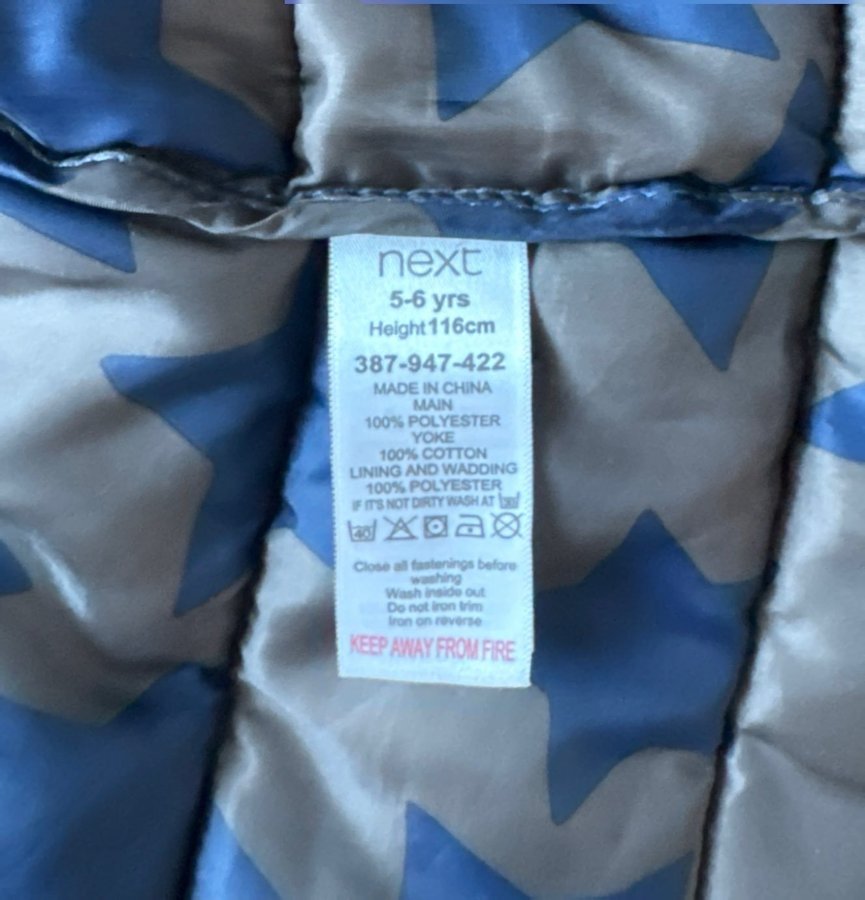 next
5-6 yrs
Height 116cm
387-947-422
MADE IN CHINA
MAIN
100% POLYESTER
YOKE
100% COTTON
LINING AND WADDING
100% POLYESTER
IF IT'S NOT DIRTY WASH AT 30
40
Close all fastenings before
washing
Wash inside out
Do not iron trim
Iron on reverse
KEEP AWAY FROM FIRE